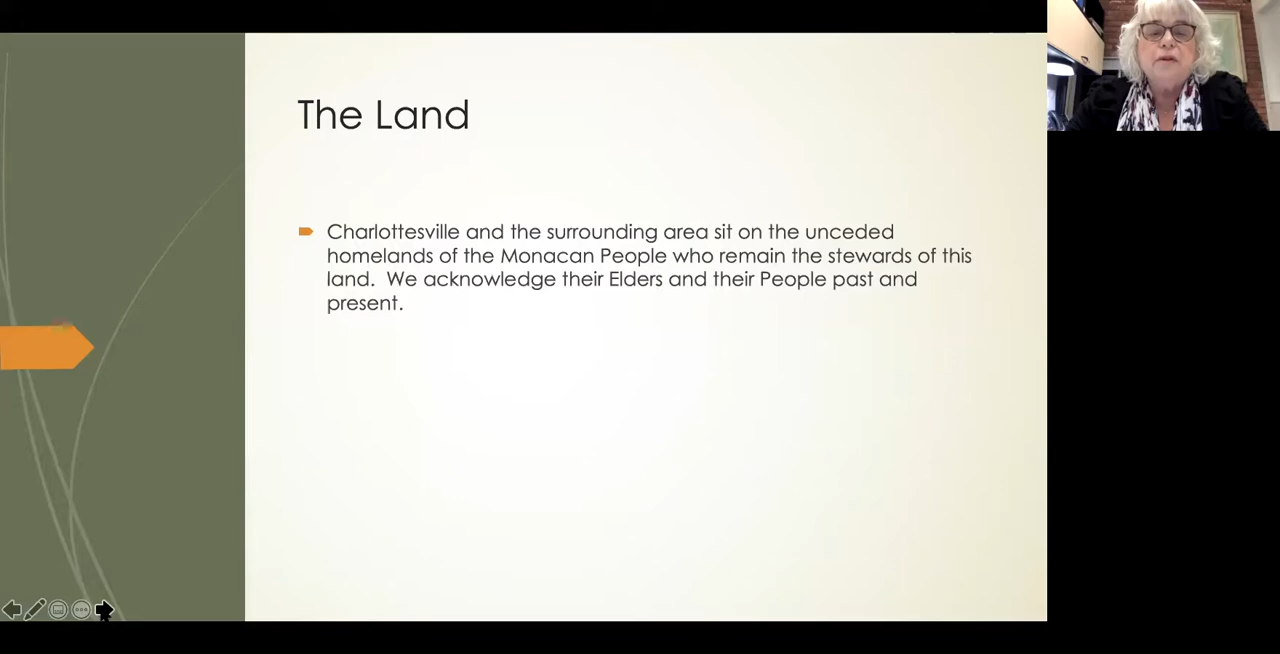 The Land
Charlottesville and the surrounding area sit on the unceded
homelands of the Monacan People who remain the stewards of this
land.  We acknowledge their Elders and their People past and
present.